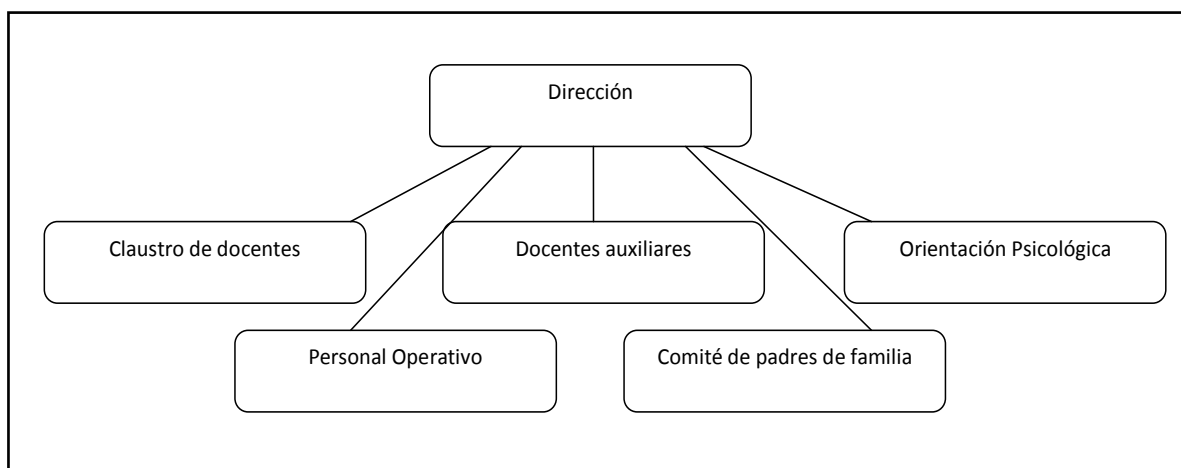 Dirección
Claustro de docentes
Docentes auxiliares
Orientación Psicológica
Personal Operativo
Comité de padres de familia